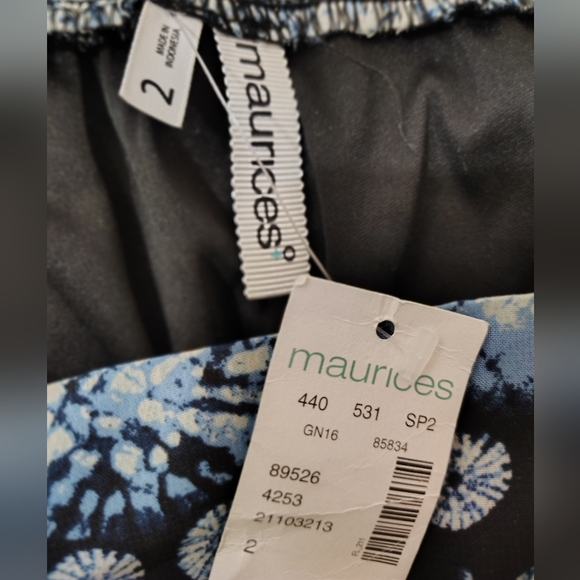 2
MADE IN
INDONESIA
maurices
maurices
440 531 SP2
GN16 85834
89526
4253
21103213
2